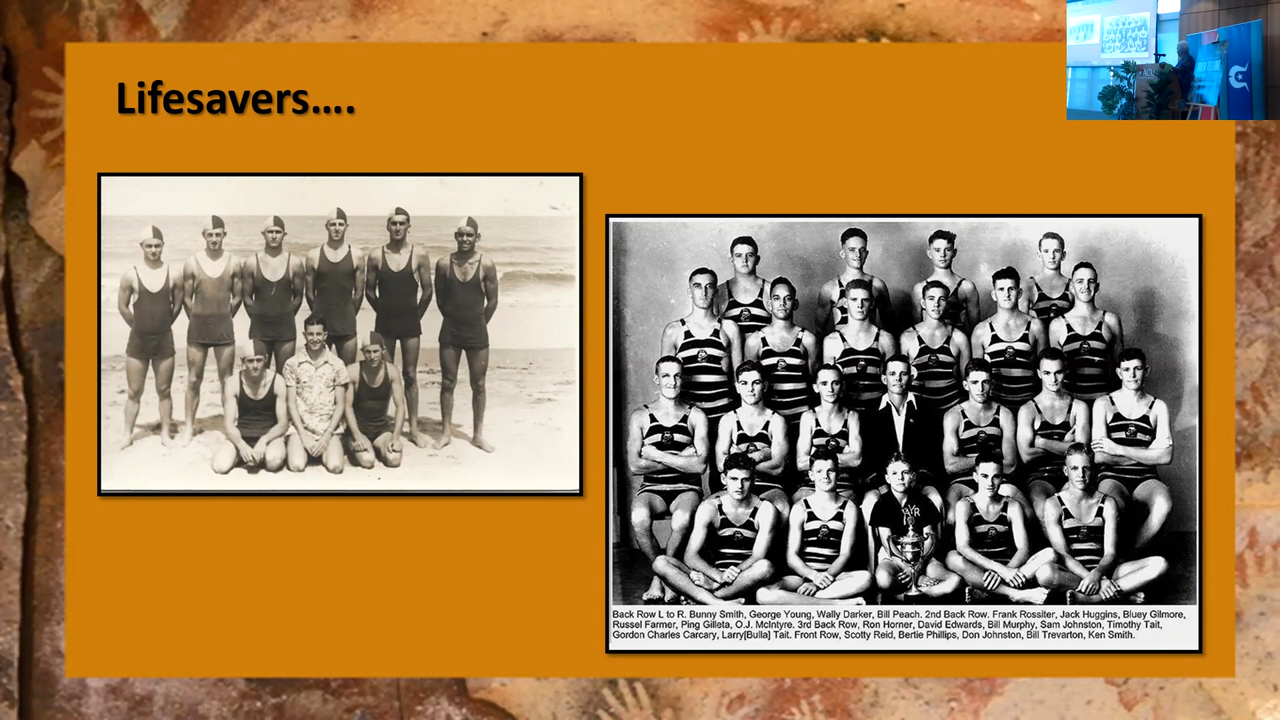 Lifesavers....
Back Row L to R. Bunny Smith, George Young, Wally Darker, Bill Peach. 2nd Back Row. Frank Rossiter, Jack Huggins, Bluey Gilmore,
Russel Farmer, Ping Gilleta, O.J. McIntyre. 3rd Back Row, Ron Horner, David Edwards, Bill Murphy, Sam Johnston, Timothy Tait,
Gordon Charles Carcary, Larry[Bulla] Tait. Front Row, Scotty Reid, Bertie Phillips, Don Johnston, Bill Trevarton, Ken Smith.